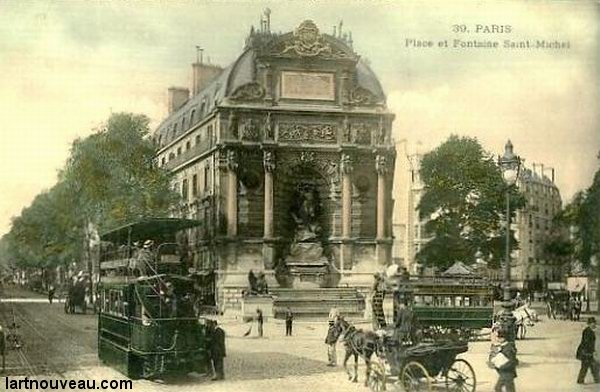 39. PARIS
Place et Fontaine Saint-Michel
lartnouveau.com